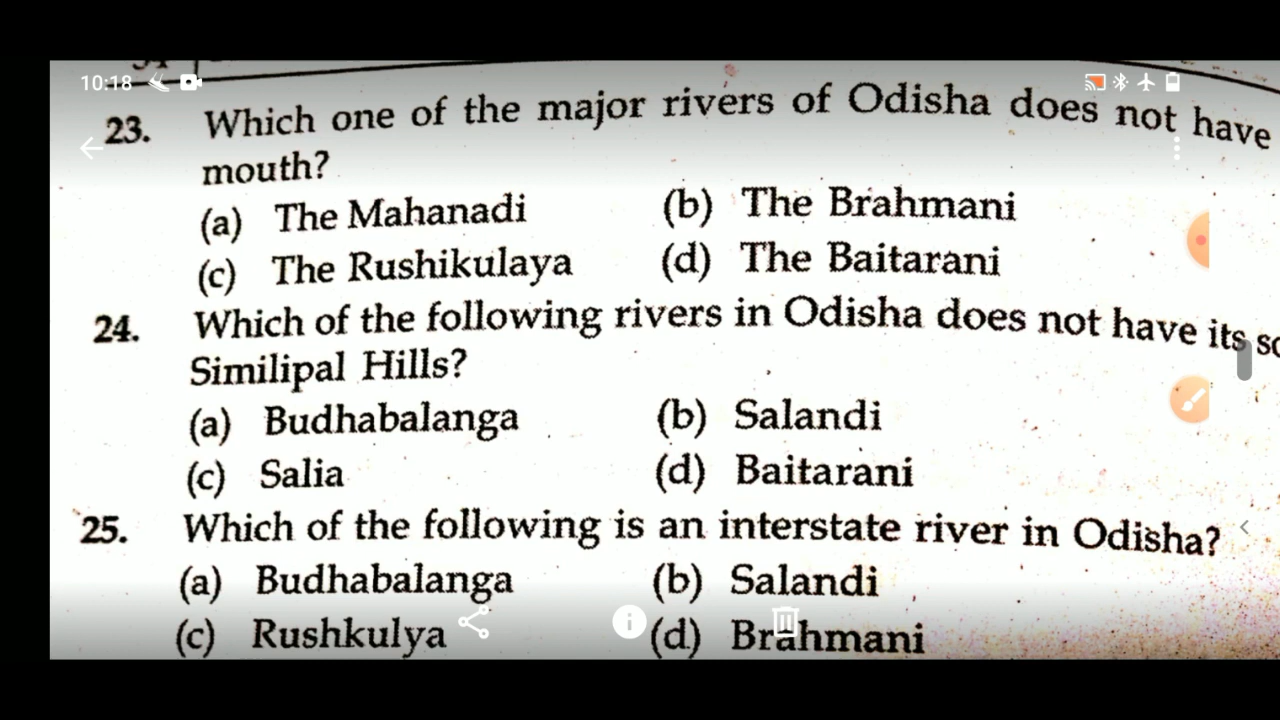 10:18
23. Which one of the major rivers of Odisha does not have
mouth?
(a) The Mahanadi (b) The Brahmani
(c) The Rushikulaya (d) The Baitarani
24. Which of the following rivers in Odisha does not have its
Similipal Hills?
(a) Budhabalanga (b) Salandi
(c) Salia (d) Baitarani
25. Which of the following is an interstate river in Odisha?
(a) Budhabalanga (b) Salandi
(c) Rushkulya (d) Brahmani